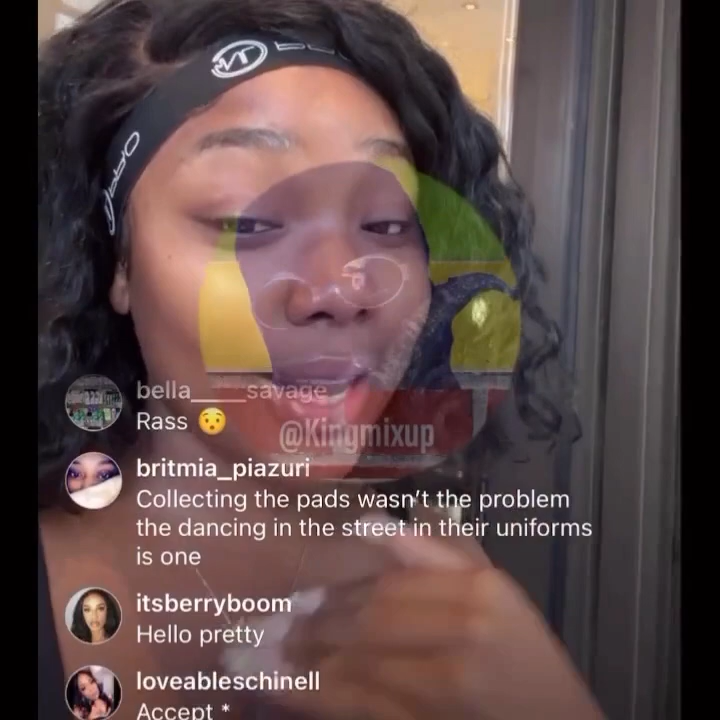 bella____savage
Rass 😯
@Kingmixup
britmia_piazuri
Collecting the pads wasn’t the problem
the dancing in the street in their uniforms
is one
itsberryboom
Hello pretty
loveableschinell
Accept *